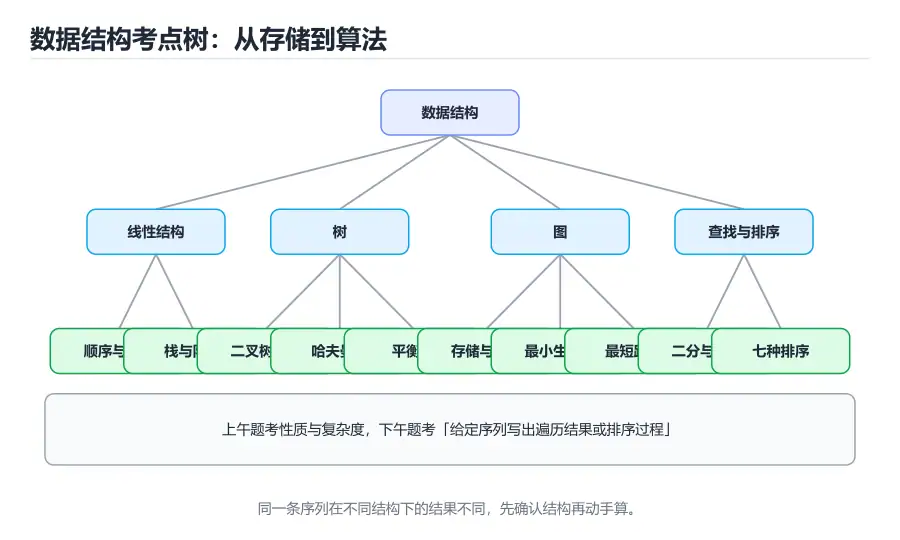 数据结构考点树：从存储到算法
数据结构
线性结构
树
图
查找与排序
顺序与
栈与
二叉树
哈夫
平衡
存储与
最小生
最短
二分与
七种排序
上午题考性质与复杂度，下午题考「给定序列写出遍历结果或排序过程」
同一条序列在不同结构下的结果不同，先确认结构再动手算。